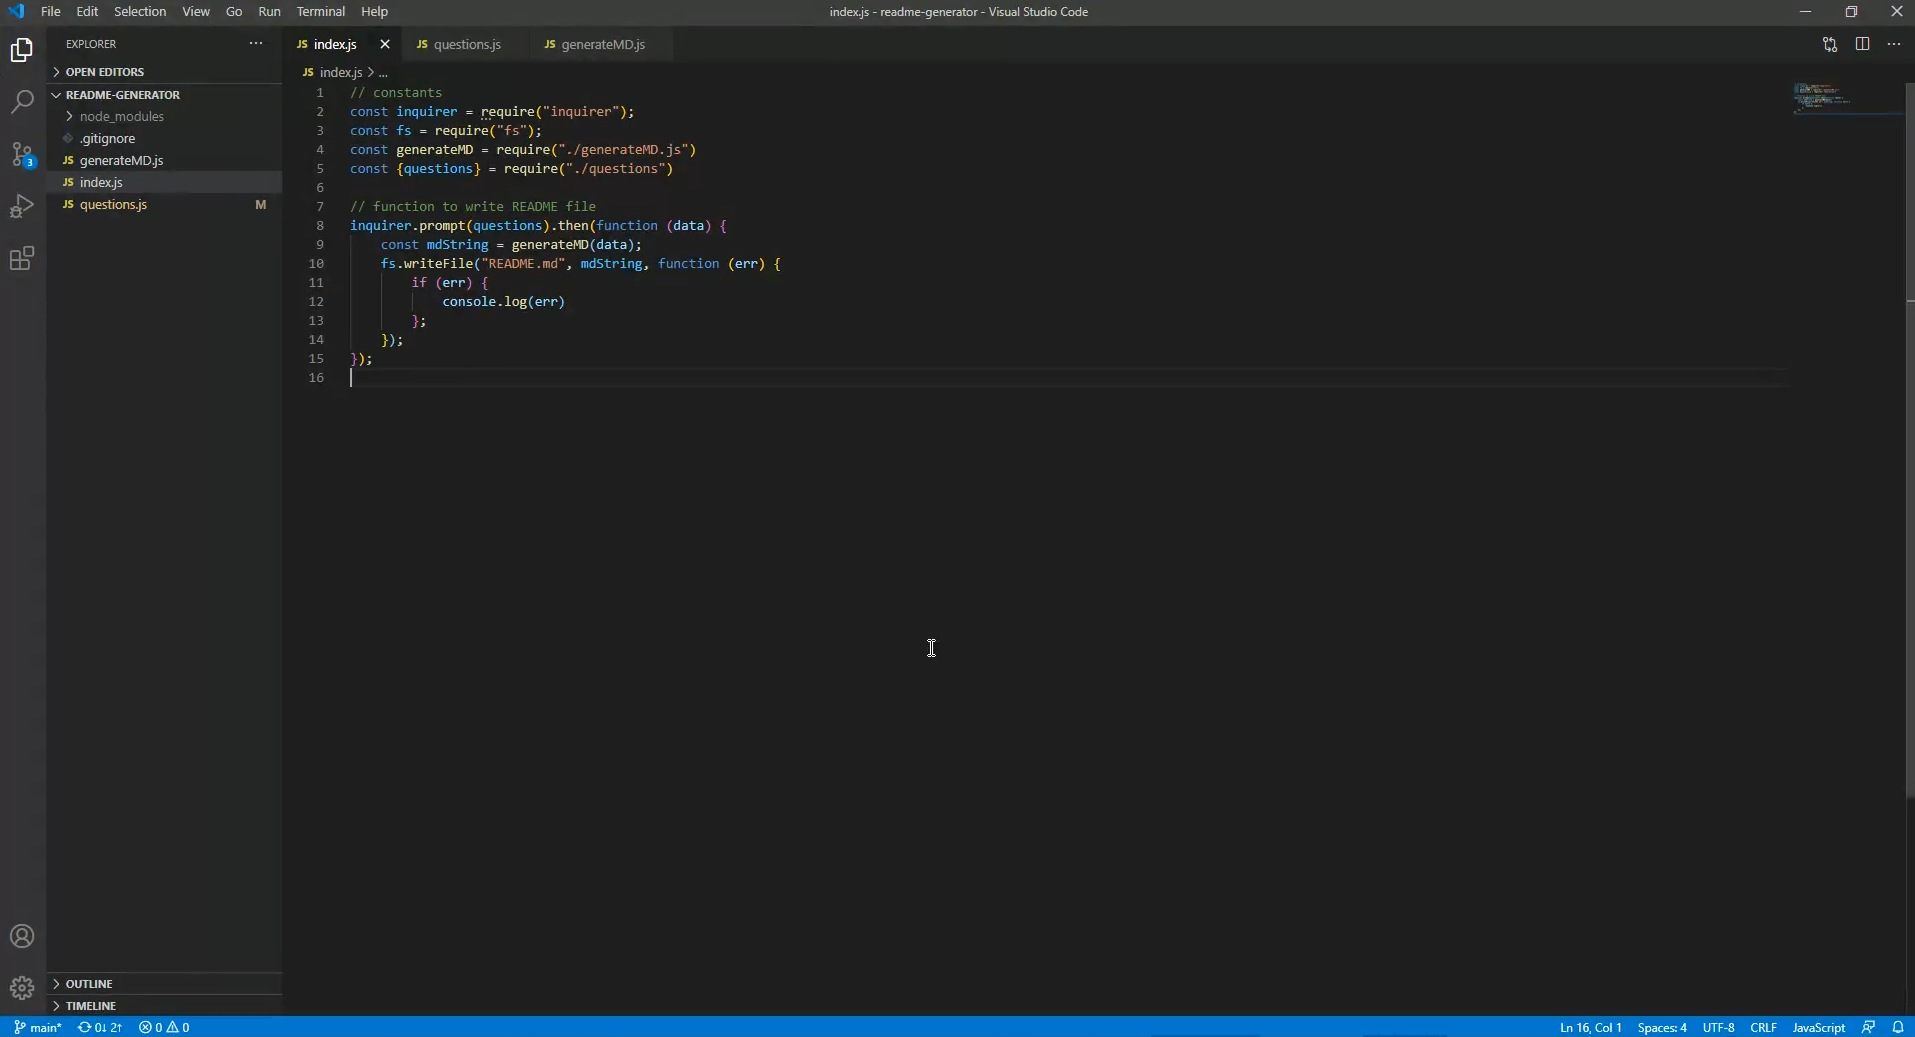 File Edit Selection View Go Run Terminal Help
index.js - readme-generator - Visual Studio Code
EXPLORER ...
JS index.js
JS questions.js
JS generateMD.js
OPEN EDITORS
README-GENERATOR
node_modules
.gitignore
JS generateMD.js
JS index.js
JS questions.js M
3
OUTLINE
TIMELINE
JS index.js > ...
1 // constants
2 const inquirer = require("inquirer");
3 const fs = require("fs");
4 const generateMD = require("./generateMD.js")
5 const {questions} = require("./questions")
6
7 // function to write README file
8 inquirer.prompt(questions).then(function (data) {
9 const mdString = generateMD(data);
10 fs.writeFile("README.md", mdString, function (err) {
11 if (err) {
12 console.log(err)
13 };
14 });
15 });
16
main* 0↓ 2↑ 0 0
Ln 16, Col 1 Spaces: 4 UTF-8 CRLF JavaScript